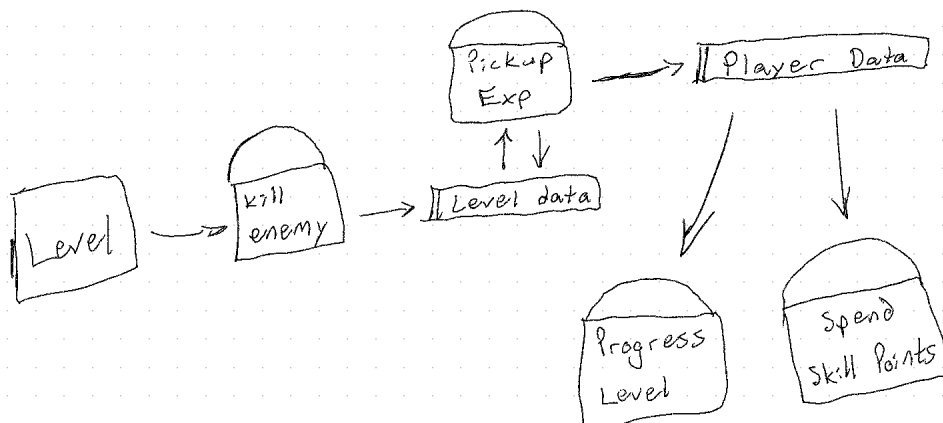 Pickup
Exp
Player Data
Kill
enemy
Level data
Level
Progress
Level
Spend
Skill Points